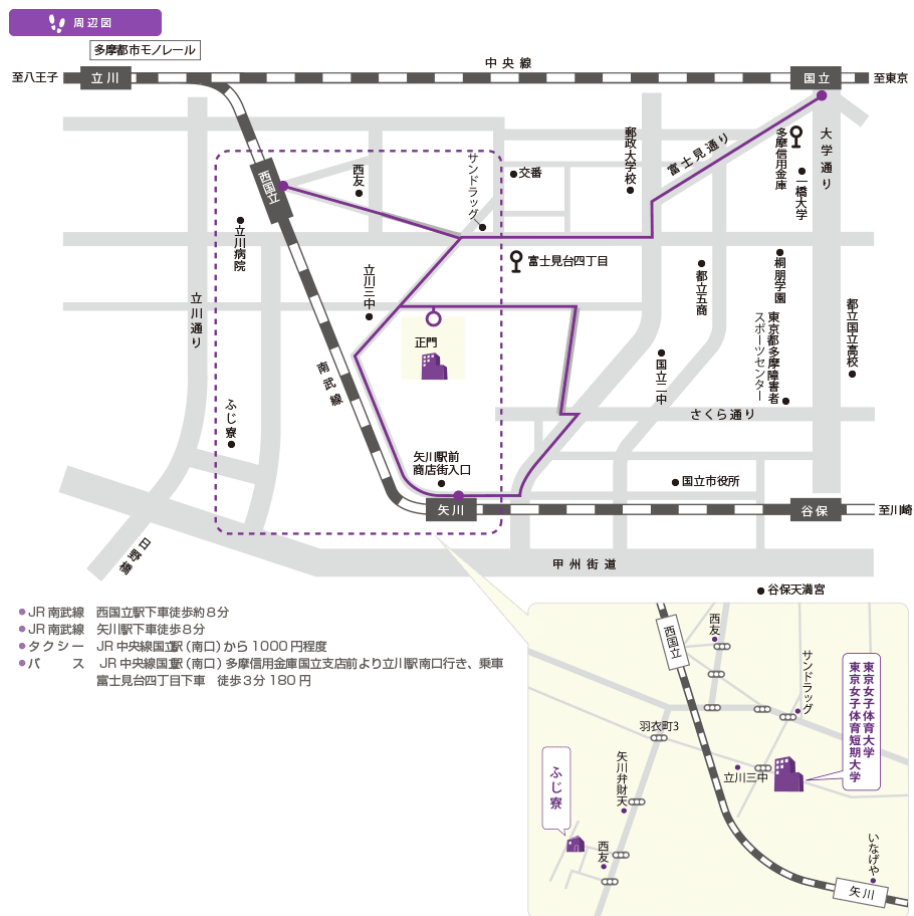 周辺図
多摩都市モノレール
至八王子
立川
中央線
国立
至東京
郵政大学校
富士見通り
多摩信用金庫
大学通り
一橋大学
西国立
西友
サンドラッグ
交番
立川病院
立川三中
富士見台四丁目
都立五商
桐朋学園
立川通り
正門
東京都多摩障害者
スポーツセンター
都立国立高校
南武線
国立二中
ふじ寮
さくら通り
矢川駅前
商店街入口
国立市役所
矢川
谷保
至川崎
日野橋
甲州街道
谷保天満宮
JR南武線 西国立駅下車徒歩約8分
JR南武線 矢川駅下車徒歩8分
タクシー JR中央線国立駅(南口)から1000円程度
バス JR中央線国立駅(南口)多摩信用金庫国立支店前より立川駅南口行き、乗車
富士見台四丁目下車 徒歩3分 180円
西国立
西友
サンドラッグ
東京女子体育大学
東京女子体育短期大学
羽衣町3
矢川弁財天
立川三中
ふじ寮
西友
いなげや
矢川